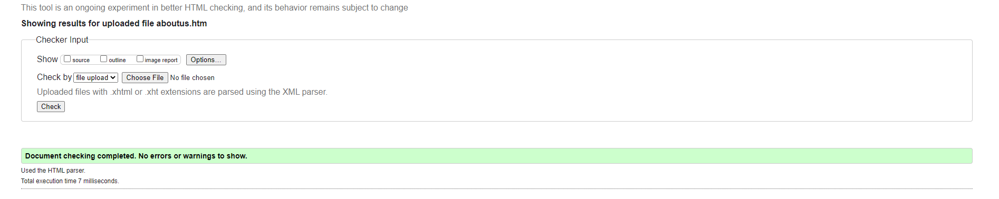 This tool is an ongoing experiment in better HTML checking, and its behavior remains subject to change
Showing results for uploaded file aboutus.htm
Checker Input
Show source outline image report Options...
Check by file upload Choose File No file chosen
Uploaded files with .xhtml or .xht extensions are parsed using the XML parser.
Check
Document checking completed. No errors or warnings to show.
Used the HTML parser.
Total execution time 7 milliseconds.